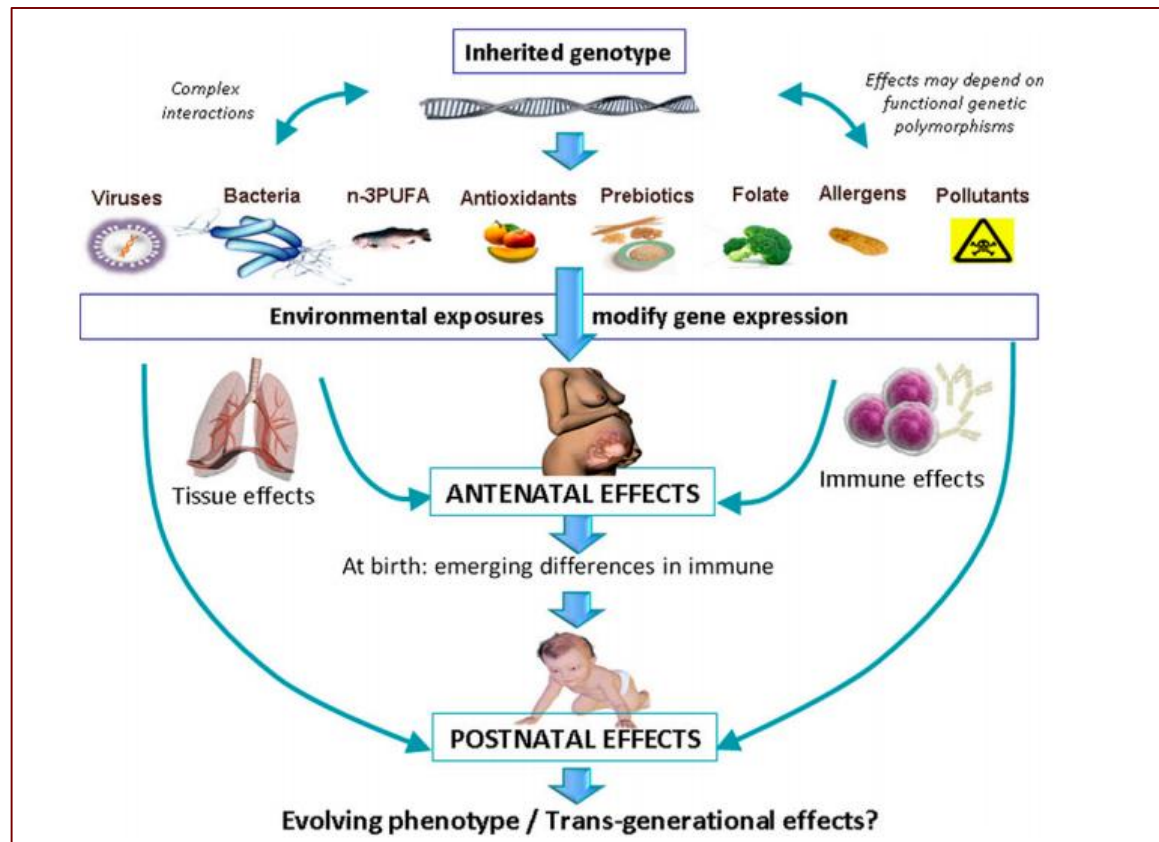 Inherited genotype
Complex
interactions
Effects may depend on
functional genetic
polymorphisms
Viruses
Bacteria
n-3PUFA
Antioxidants
Prebiotics
Folate
Allergens
Pollutants
Environmental exposures modify gene expression
Tissue effects
Immune effects
ANTENATAL EFFECTS
At birth: emerging differences in immune
POSTNATAL EFFECTS
Evolving phenotype / Trans-generational effects?